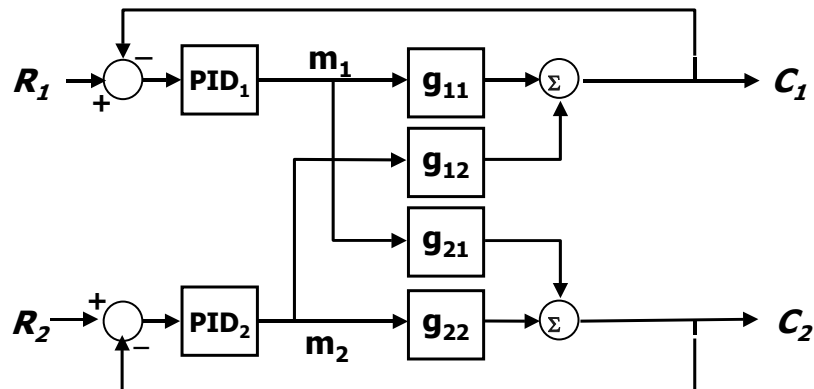 R₁ + − PID₁ m₁ g₁₁ Σ C₁
g₁₂
g₂₁
R₂ + − PID₂ m₂ g₂₂ Σ C₂